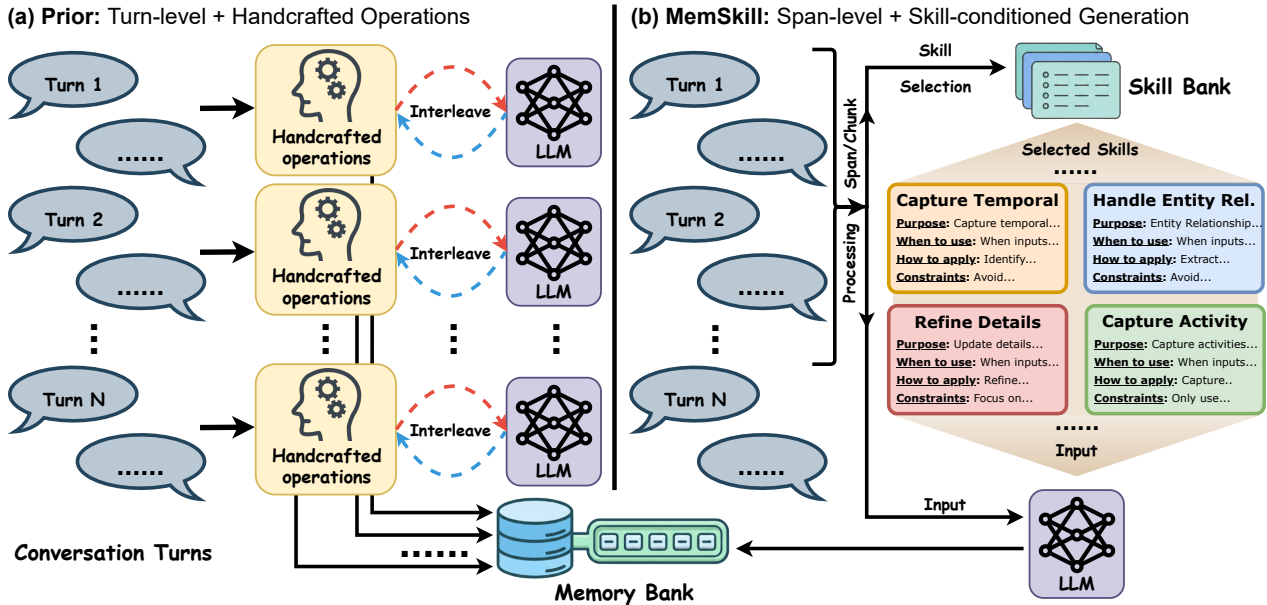 (a) Prior: Turn-level + Handcrafted Operations
Turn 1
......
Handcrafted
operations
Interleave
LLM
Turn 2
......
Handcrafted
operations
Interleave
LLM
Turn N
......
Handcrafted
operations
Interleave
LLM
Conversation Turns
......
Memory Bank
(b) MemSkill: Span-level + Skill-conditioned Generation
Turn 1
......
Turn 2
......
Turn N
......
Processing Span/Chunk
Skill
Selection
Skill Bank
Selected Skills
......
Capture Temporal
Purpose: Capture temporal...
When to use: When inputs...
How to apply: Identify...
Constraints: Avoid...
Handle Entity Rel.
Purpose: Entity Relationship...
When to use: When inputs...
How to apply: Extract...
Constraints: Avoid...
Refine Details
Purpose: Update details...
When to use: When inputs...
How to apply: Refine...
Constraints: Focus on...
Capture Activity
Purpose: Capture activities...
When to use: When inputs...
How to apply: Capture..
Constraints: Only use...
......
Input
Input
LLM